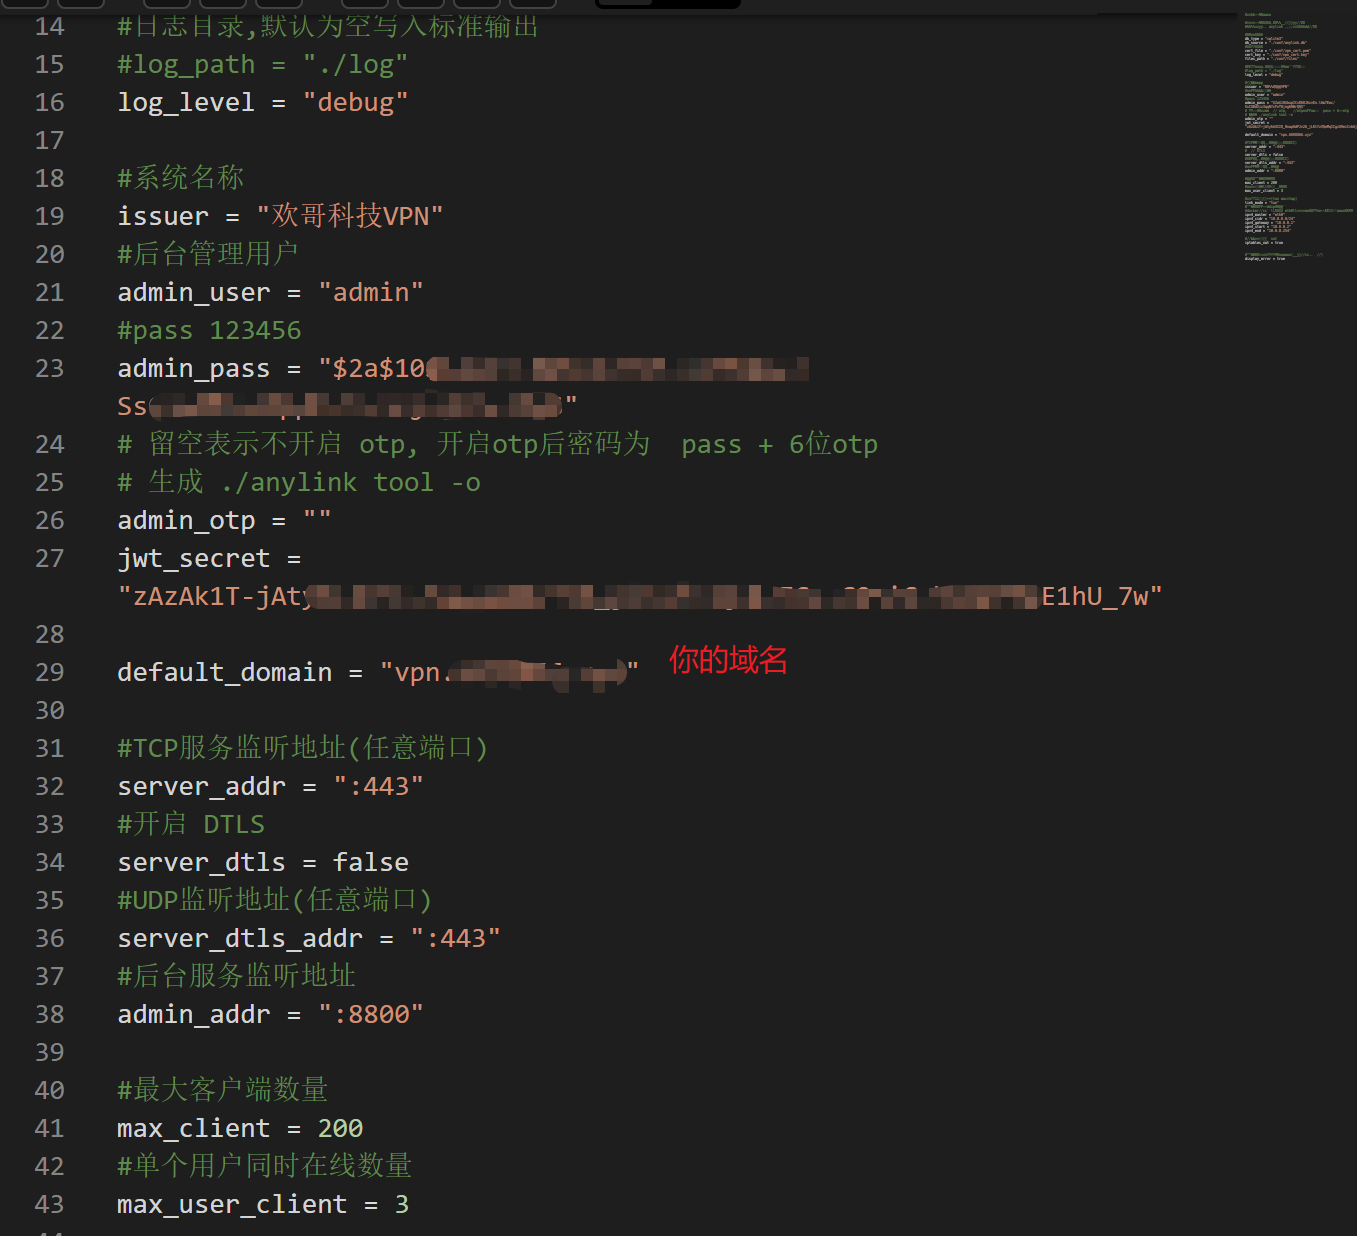 14 #日志目录,默认为空写入标准输出
15 #log_path = "./log"
16 log_level = "debug"
17
18 #系统名称
19 issuer = "欢哥科技VPN"
20 #后台管理用户
21 admin_user = "admin"
22 #pass 123456
23 admin_pass = "$2a$10
Ss"
24 # 留空表示不开启 otp, 开启otp后密码为 pass + 6位otp
25 # 生成 ./anylink tool -o
26 admin_otp = ""
27 jwt_secret =
"zAzAk1T-jAty E1hU_7w"
28
29 default_domain = "vpn." 你的域名
30
31 #TCP服务监听地址(任意端口)
32 server_addr = ":443"
33 #开启 DTLS
34 server_dtls = false
35 #UDP监听地址(任意端口)
36 server_dtls_addr = ":443"
37 #后台服务监听地址
38 admin_addr = ":8800"
39
40 #最大客户端数量
41 max_client = 200
42 #单个用户同时在线数量
43 max_user_client = 3